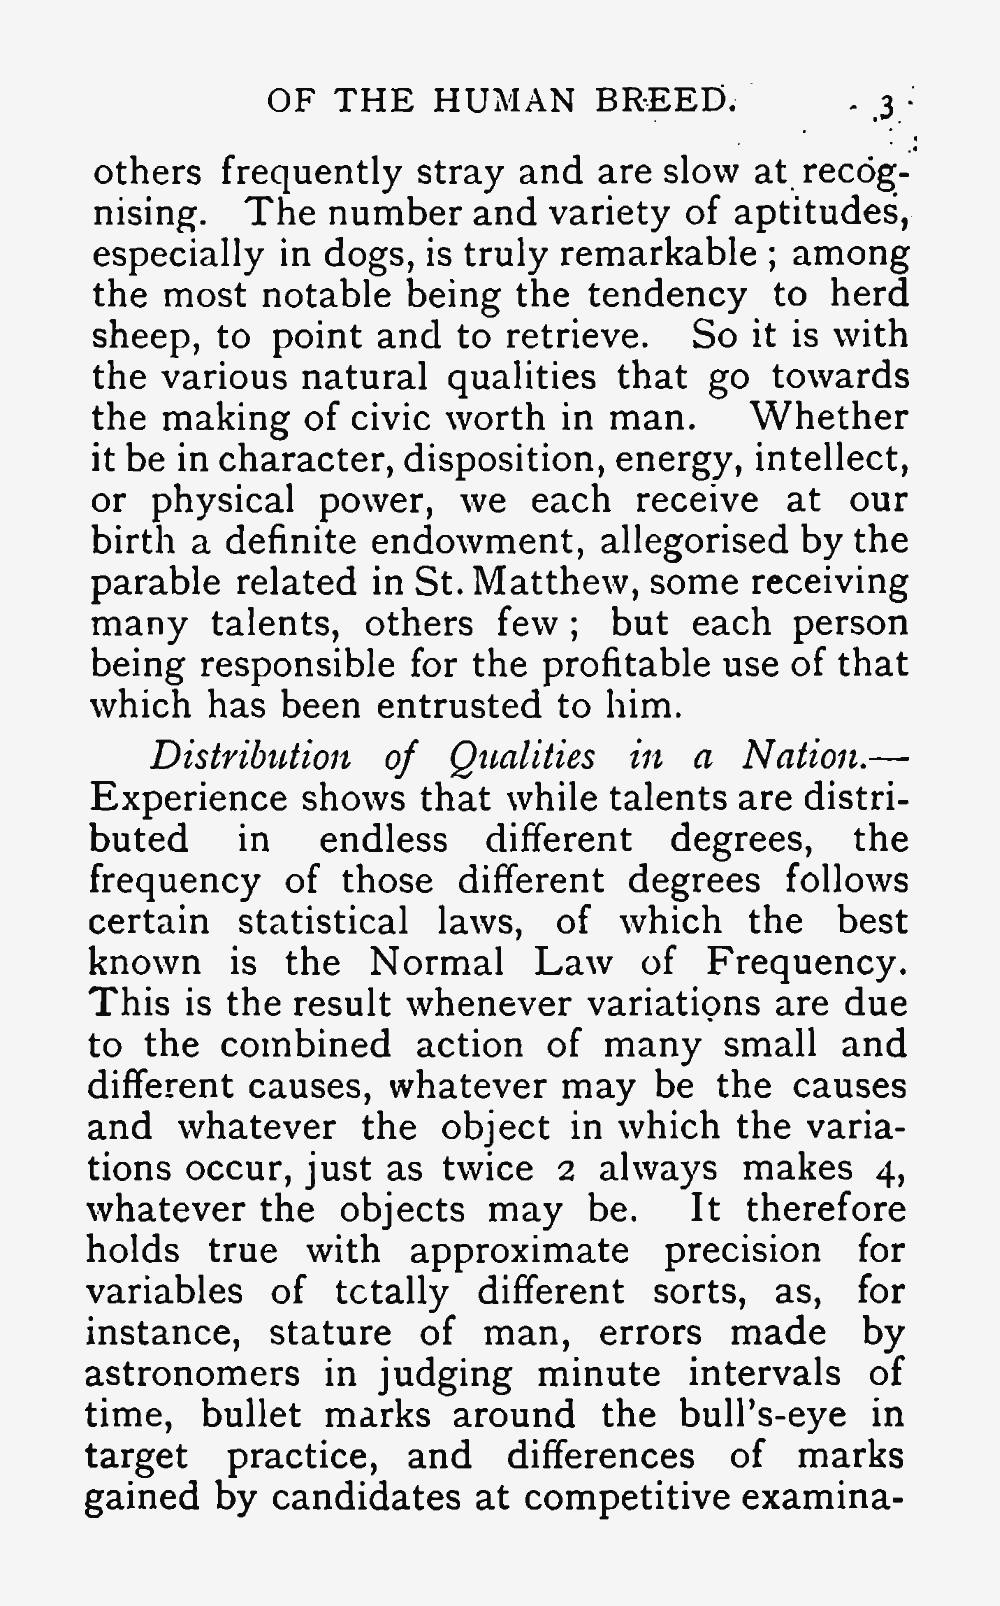 OF THE HUMAN BREED. 3
others frequently stray and are slow at recog-
nising. The number and variety of aptitudes,
especially in dogs, is truly remarkable ; among
the most notable being the tendency to herd
sheep, to point and to retrieve. So it is with
the various natural qualities that go towards
the making of civic worth in man. Whether
it be in character, disposition, energy, intellect,
or physical power, we each receive at our
birth a definite endowment, allegorised by the
parable related in St. Matthew, some receiving
many talents, others few ; but each person
being responsible for the profitable use of that
which has been entrusted to him.
Distribution of Qualities in a Nation.—
Experience shows that while talents are distri-
buted in endless different degrees, the
frequency of those different degrees follows
certain statistical laws, of which the best
known is the Normal Law of Frequency.
This is the result whenever variations are due
to the combined action of many small and
different causes, whatever may be the causes
and whatever the object in which the varia-
tions occur, just as twice 2 always makes 4,
whatever the objects may be. It therefore
holds true with approximate precision for
variables of tctally different sorts, as, for
instance, stature of man, errors made by
astronomers in judging minute intervals of
time, bullet marks around the bull's-eye in
target practice, and differences of marks
gained by candidates at competitive examina-